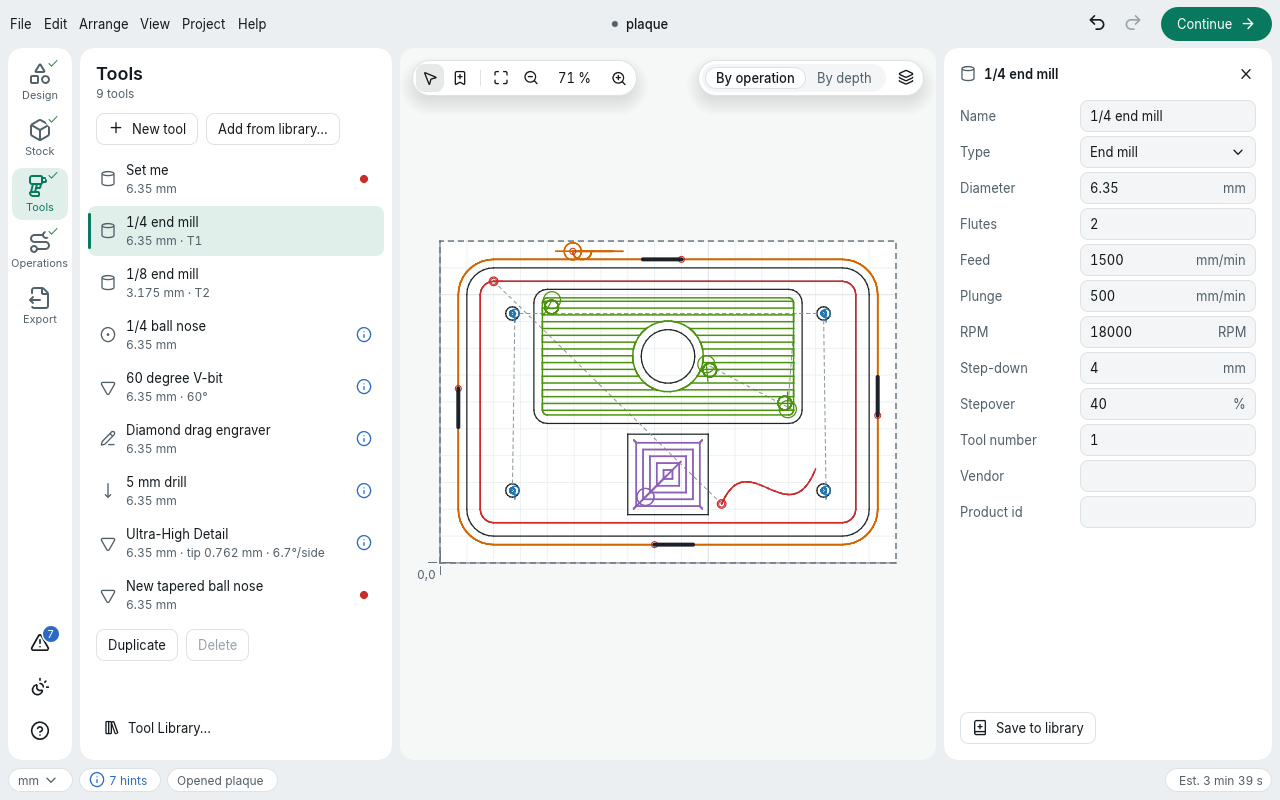 File Edit Arrange View Project Help
plaque
Continue
Design
Stock
Tools
Operations
Export
7
Tools
9 tools
New tool
Add from library...
Set me
6.35 mm
1/4 end mill
6.35 mm · T1
1/8 end mill
3.175 mm · T2
1/4 ball nose
6.35 mm
60 degree V-bit
6.35 mm · 60°
Diamond drag engraver
6.35 mm
5 mm drill
6.35 mm
Ultra-High Detail
6.35 mm · tip 0.762 mm · 6.7°/side
New tapered ball nose
6.35 mm
Duplicate
Delete
Tool Library...
71 %
By operation
By depth
0,0
1/4 end mill
Name 1/4 end mill
Type End mill
Diameter 6.35 mm
Flutes 2
Feed 1500 mm/min
Plunge 500 mm/min
RPM 18000 RPM
Step-down 4 mm
Stepover 40 %
Tool number 1
Vendor
Product id
Save to library
mm
7 hints
Opened plaque
Est. 3 min 39 s